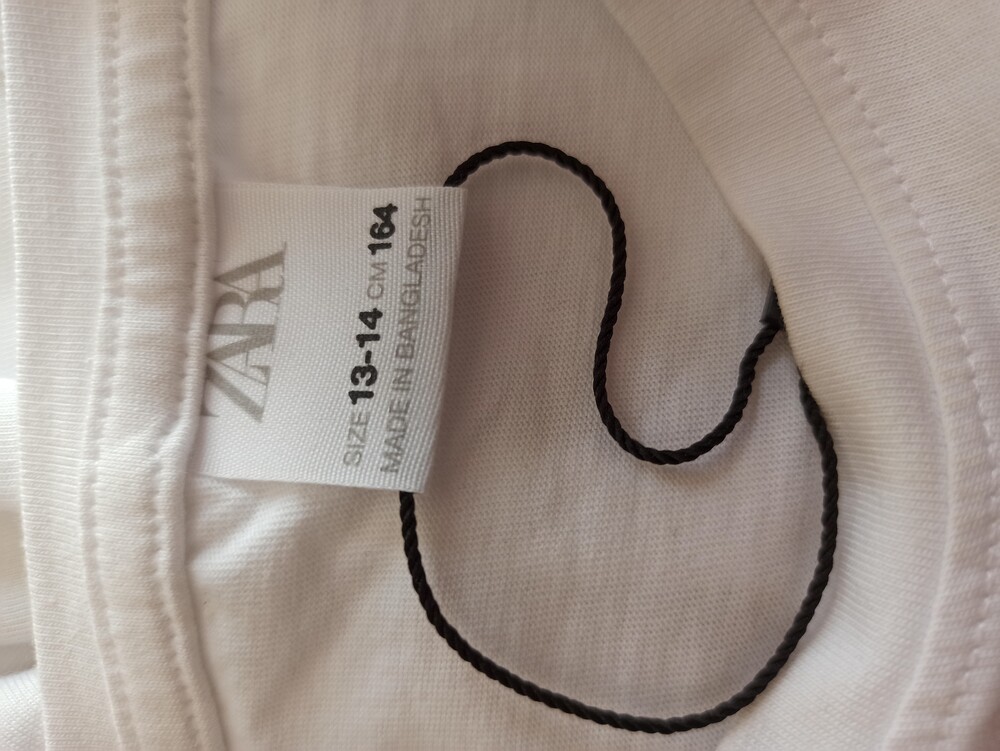 ZARA
SIZE 13-14 CM 164
MADE IN BANGLADESH